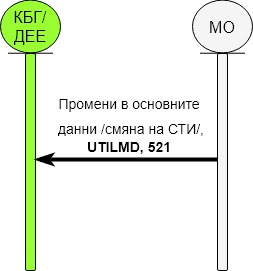 КБГ/
ДЕЕ
МО
Промени в основните
данни /смяна на СТИ/,
UTILMD, 521